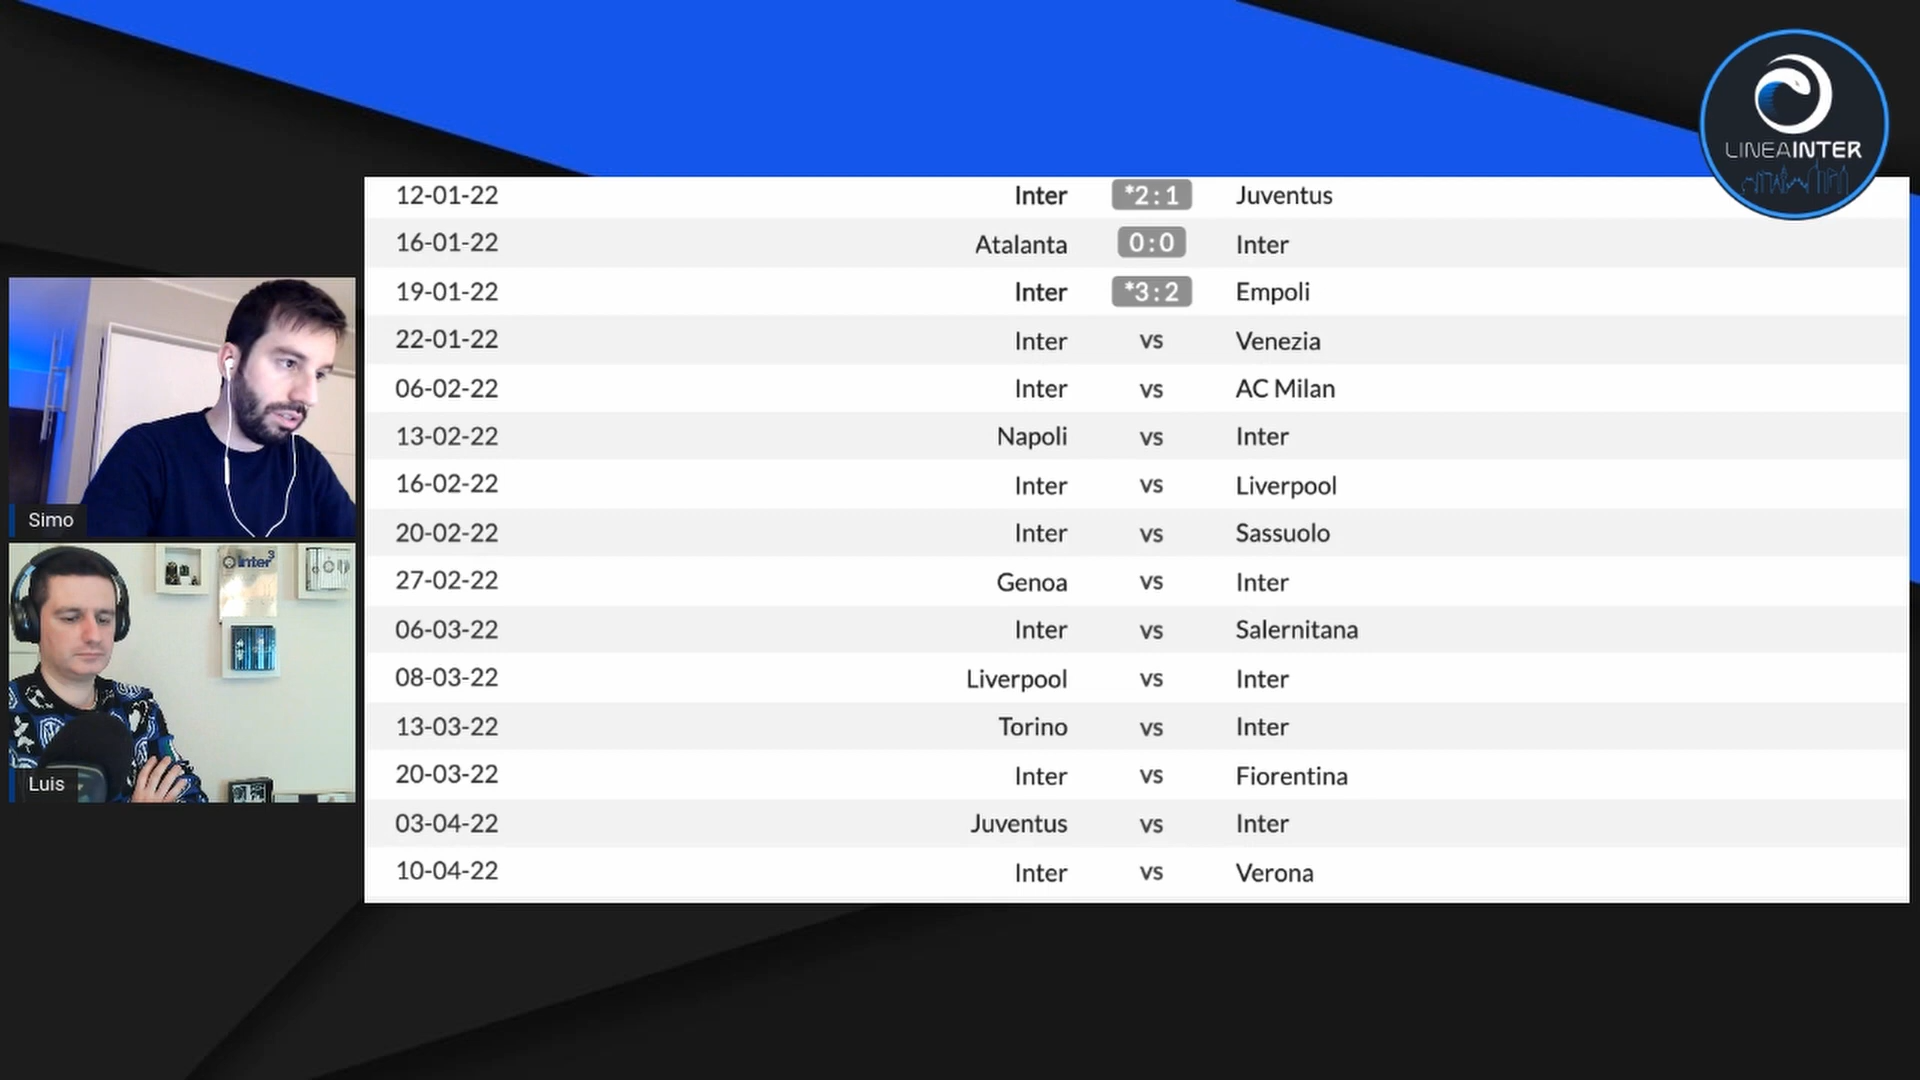 LINEAINTER
12-01-22 Inter *2:1 Juventus
16-01-22 Atalanta 0:0 Inter
19-01-22 Inter *3:2 Empoli
22-01-22 Inter vs Venezia
06-02-22 Inter vs AC Milan
13-02-22 Napoli vs Inter
16-02-22 Inter vs Liverpool
20-02-22 Inter vs Sassuolo
27-02-22 Genoa vs Inter
06-03-22 Inter vs Salernitana
08-03-22 Liverpool vs Inter
13-03-22 Torino vs Inter
20-03-22 Inter vs Fiorentina
03-04-22 Juventus vs Inter
10-04-22 Inter vs Verona
Simo
inter3
Luis